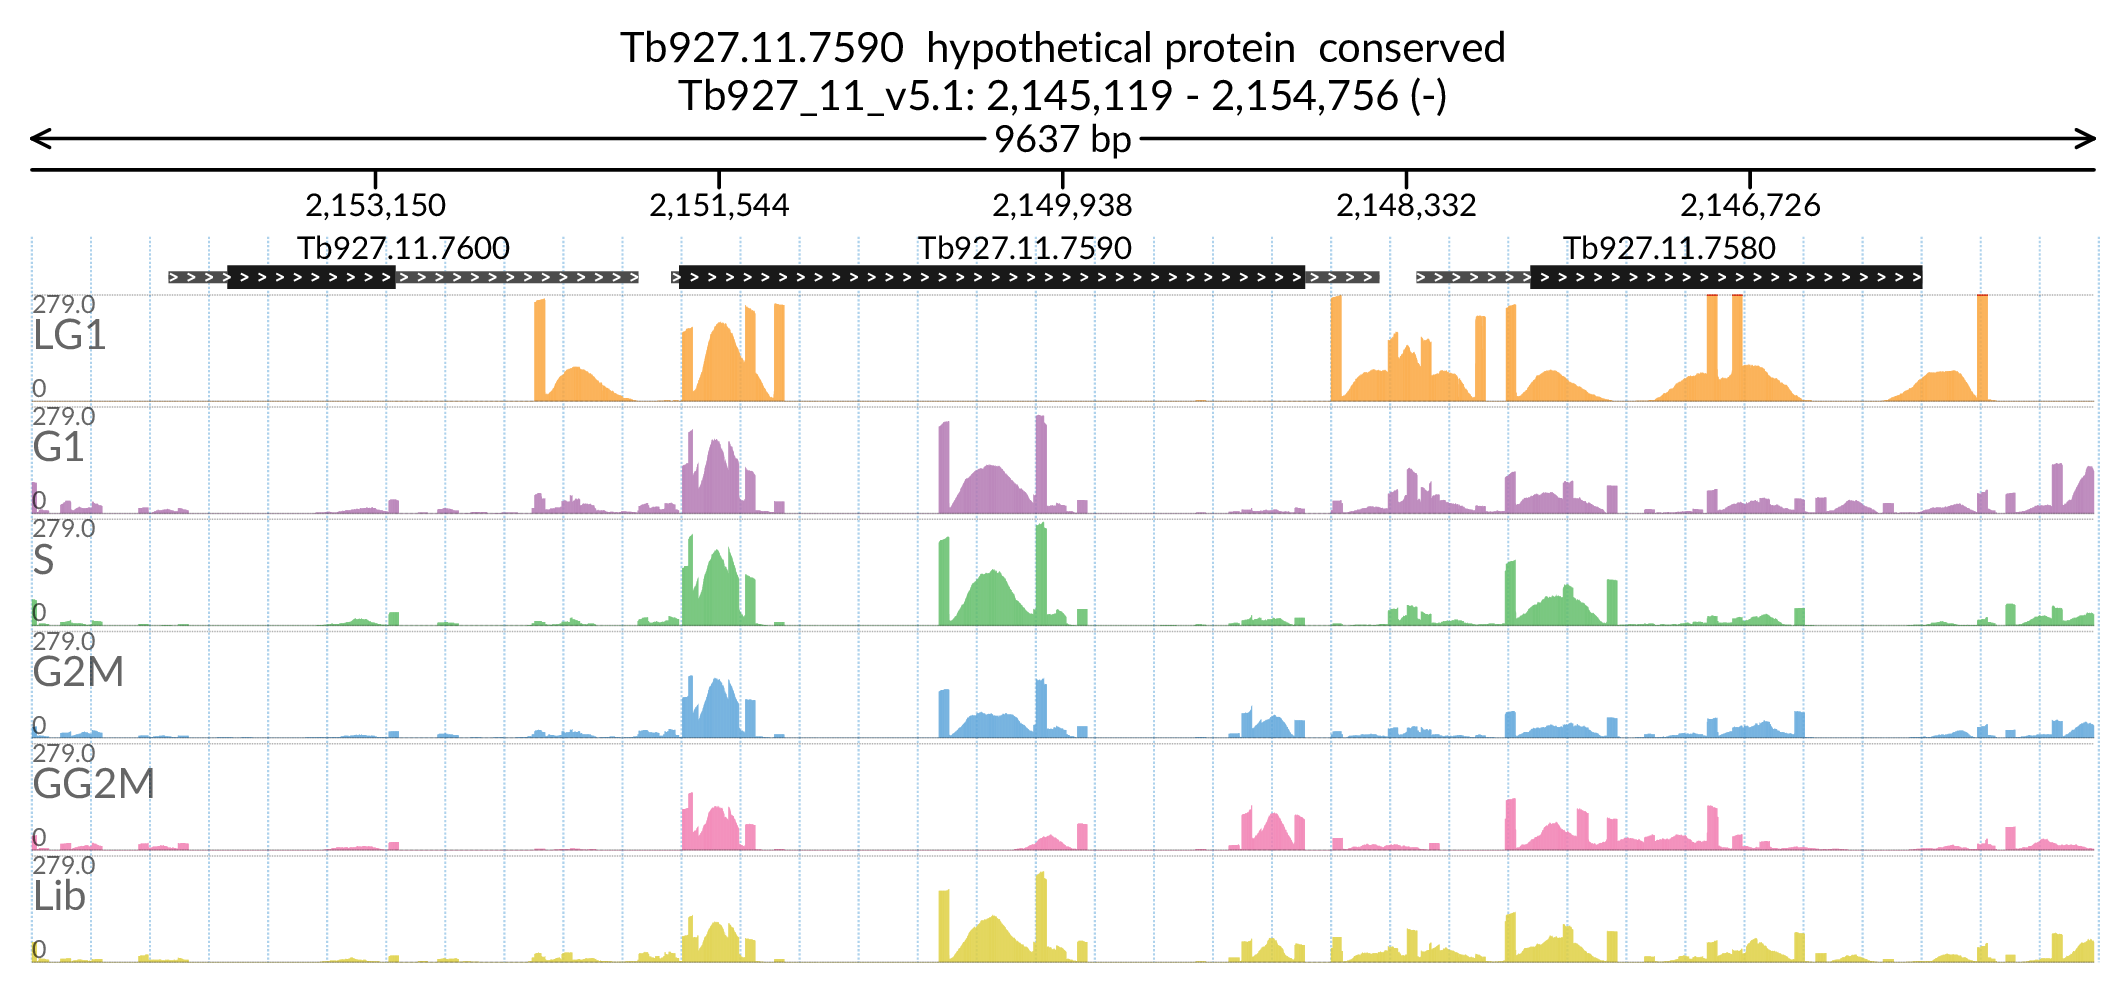 Tb927.11.7590 hypothetical protein conserved
Tb927_11_v5.1: 2,145,119 - 2,154,756 (-)
9637 bp
2,153,150 2,151,544 2,149,938 2,148,332 2,146,726
Tb927.11.7600 Tb927.11.7590 Tb927.11.7580
279.0
LG1
0
279.0
G1
0
279.0
S
0
279.0
G2M
0
279.0
GG2M
0
279.0
Lib
0